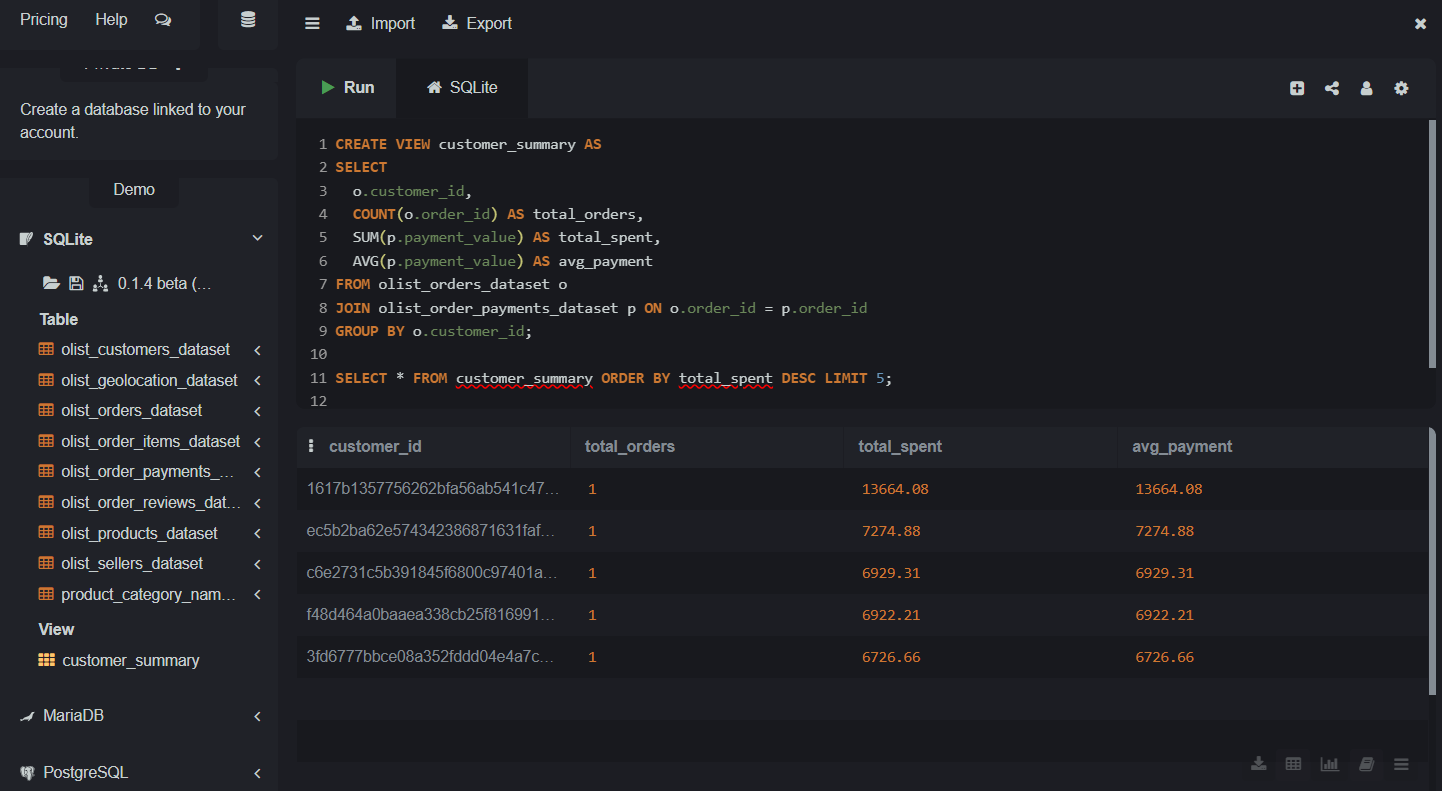 Pricing Help
Import Export
Create a database linked to your
account.
Demo
SQLite
0.1.4 beta (...
Table
olist_customers_dataset
olist_geolocation_dataset
olist_orders_dataset
olist_order_items_dataset
olist_order_payments_...
olist_order_reviews_dat...
olist_products_dataset
olist_sellers_dataset
product_category_nam...
View
customer_summary
MariaDB
PostgreSQL
Run SQLite
1 CREATE VIEW customer_summary AS
2 SELECT
3 o.customer_id,
4 COUNT(o.order_id) AS total_orders,
5 SUM(p.payment_value) AS total_spent,
6 AVG(p.payment_value) AS avg_payment
7 FROM olist_orders_dataset o
8 JOIN olist_order_payments_dataset p ON o.order_id = p.order_id
9 GROUP BY o.customer_id;
10
11 SELECT * FROM customer_summary ORDER BY total_spent DESC LIMIT 5;
12
customer_id total_orders total_spent avg_payment
1617b1357756262bfa56ab541c47... 1 13664.08 13664.08
ec5b2ba62e574342386871631faf... 1 7274.88 7274.88
c6e2731c5b391845f6800c97401a... 1 6929.31 6929.31
f48d464a0baaea338cb25f816991... 1 6922.21 6922.21
3fd6777bbce08a352fddd04e4a7c... 1 6726.66 6726.66